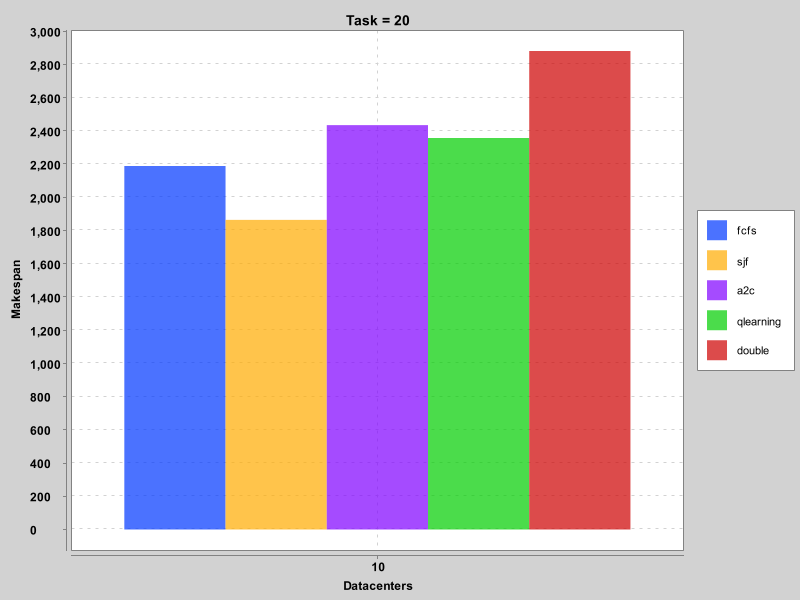 Task = 20
3,000
2,800
2,600
2,400
2,200
2,000
1,800
1,600
1,400
1,200
1,000
800
600
400
200
0
Makespan
10
Datacenters
fcfs
sjf
a2c
qlearning
double